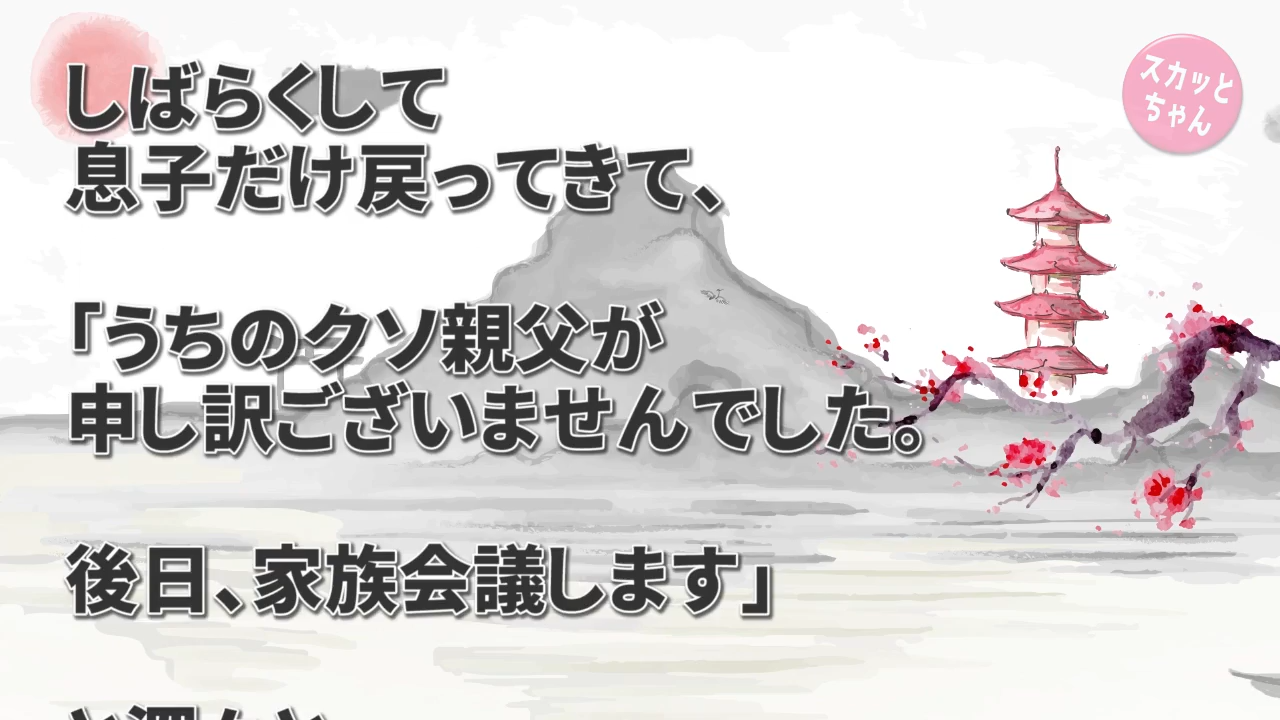 スカッと
ちゃん
しばらくして
息子だけ戻ってきて、
「うちのクソ親父が
申し訳ございませんでした。
後日、家族会議します」